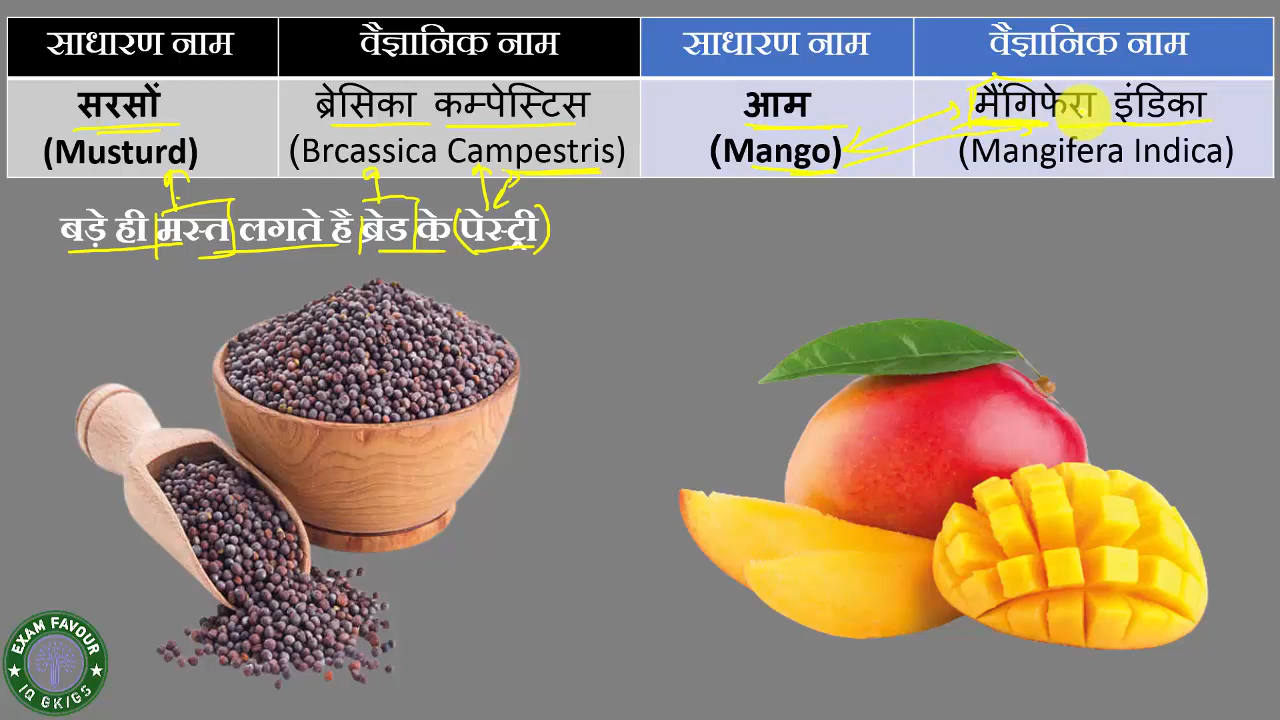 साधारण नाम वैज्ञानिक नाम साधारण नाम वैज्ञानिक नाम
सरसों ब्रेसिका कम्पेस्टिस आम मैंगिफेरा इंडिका
(Musturd) (Brcassica Campestris) (Mango) (Mangifera Indica)
बड़े ही मस्त लगते है ब्रेड के (पेस्ट्री)
EXAM FAVOUR
IQ GK/GS